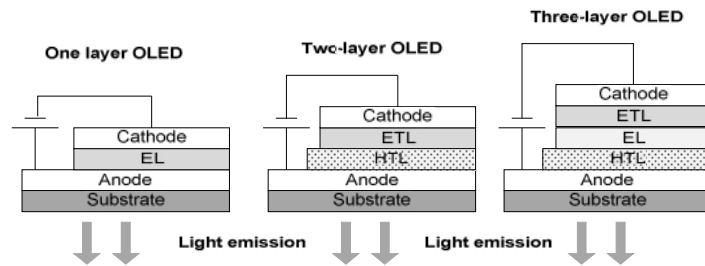 One layer OLED
Cathode
EL
Anode
Substrate
Two-layer OLED
Cathode
ETL
HTL
Anode
Substrate
Three-layer OLED
Cathode
ETL
EL
HTL
Anode
Substrate
Light emission
Light emission